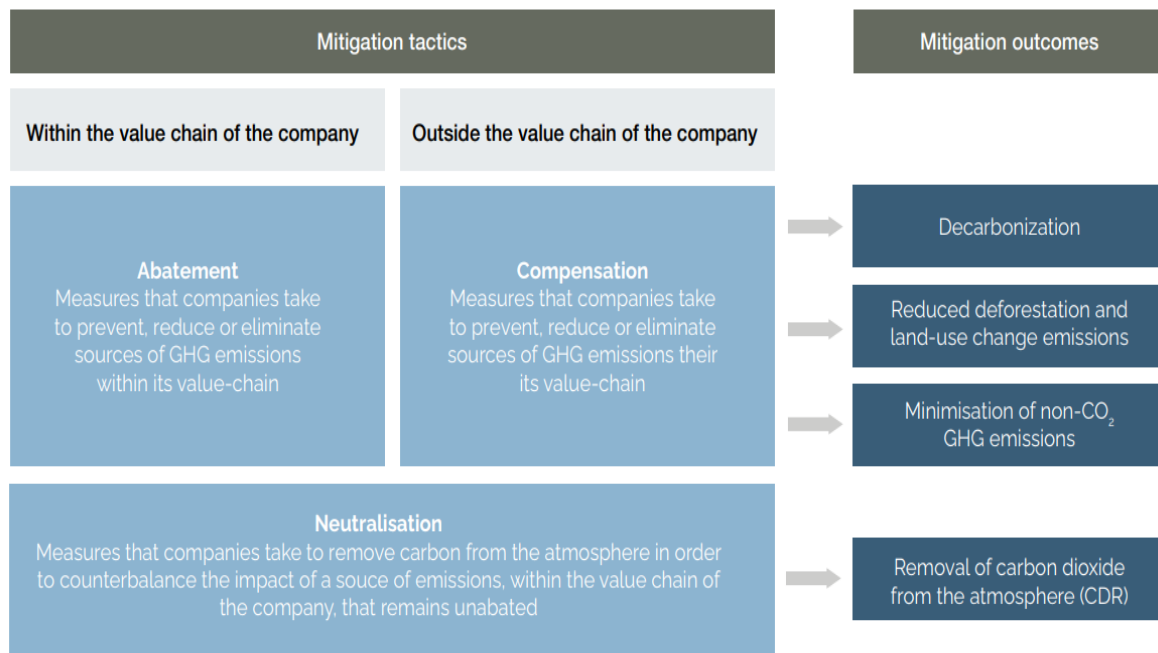 Mitigation tactics
Mitigation outcomes
Within the value chain of the company
Outside the value chain of the company
Abatement
Measures that companies take
to prevent, reduce or eliminate
sources of GHG emissions
within its value-chain
Compensation
Measures that companies take
to prevent, reduce or eliminate
sources of GHG emissions their
its value-chain
Decarbonization
Reduced deforestation and
land-use change emissions
Minimisation of non-CO₂
GHG emissions
Neutralisation
Measures that companies take to remove carbon from the atmosphere in order
to counterbalance the impact of a souce of emissions, within the value chain of
the company, that remains unabated
Removal of carbon dioxide
from the atmosphere (CDR)